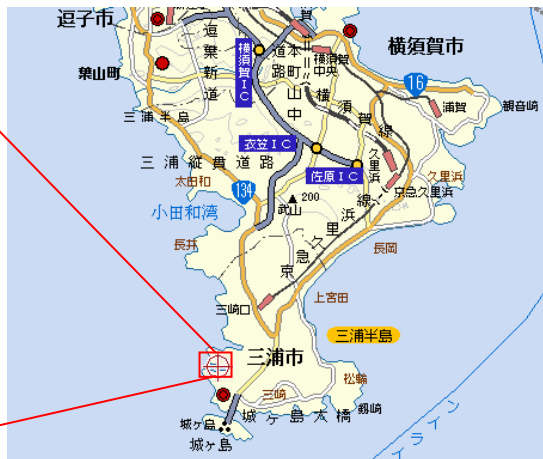 逗子市
横須賀市
葉山町
逗葉新道
横須賀IC
本町山中道路
横須賀中央
16
浦賀
観音崎
三浦半島
横須賀線
衣笠IC
三浦縦貫道路
佐原IC
久里浜
久里浜
京急久里浜
太田和
134
200
武山
小田和湾
長井
京急久里浜線
長岡
三崎口
上宮田
三浦半島
三浦市
松輪
三崎
剱崎
城ヶ島大橋
城ヶ島
城ヶ島
ライン